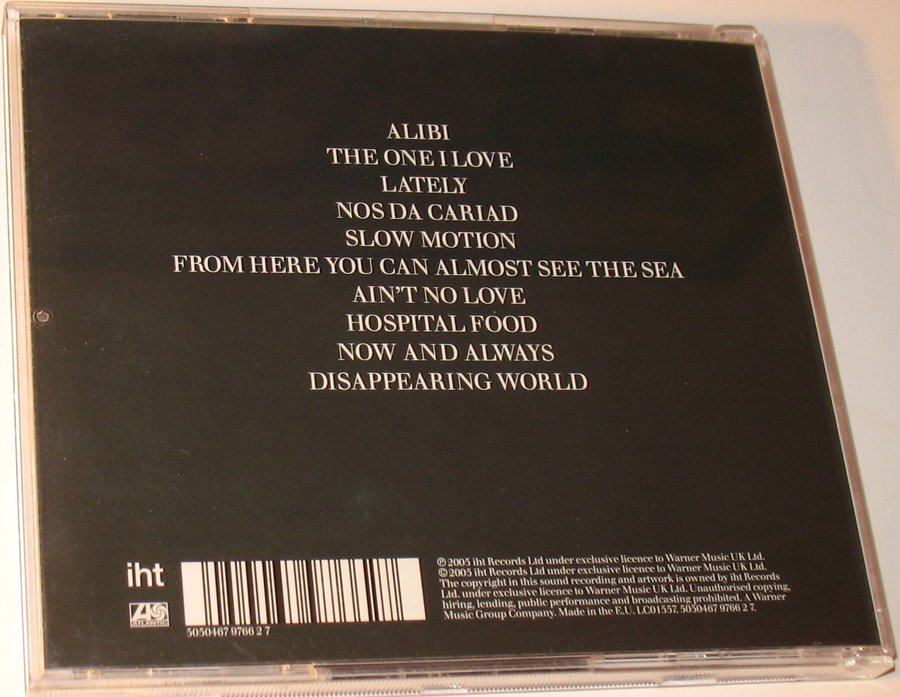 ALIBI
THE ONE I LOVE
LATELY
NOS DA CARIAD
SLOW MOTION
FROM HERE YOU CAN ALMOST SEE THE SEA
AIN'T NO LOVE
HOSPITAL FOOD
NOW AND ALWAYS
DISAPPEARING WORLD
iht
ATLANTIC
5050467 9766 2 7
℗ 2005 iht Records Ltd under exclusive licence to Warner Music UK Ltd.
© 2005 iht Records Ltd under exclusive licence to Warner Music UK Ltd.
The copyright in this sound recording and artwork is owned by iht Records
Ltd. under exclusive licence to Warner Music UK Ltd. Unauthorised copying,
hiring, lending, public performance and broadcasting prohibited. A Warner
Music Group Company. Made in the E.U. LC01557. 5050467 9766 2 7.